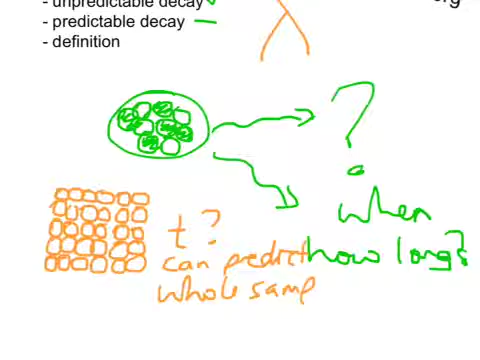 - unpredictable decay
- predictable decay
- definition
?
when
t?
can predict how long?
whole samp